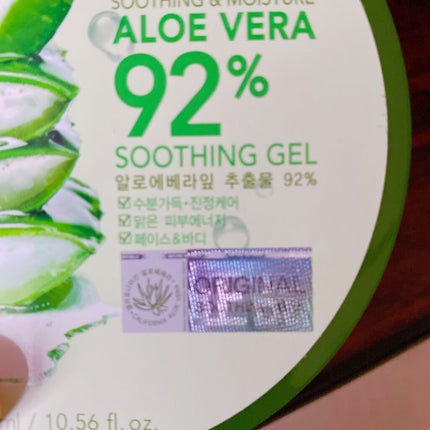 SOOTHING & MOISTURE
ALOE VERA
92%
SOOTHING GEL
알로에베라잎 추출물 92%
☑수분가득·진정케어
☑맑은 피부에너지
☑페이스&바디
ORIGINAL
CALIFORNIA
ml / 10.56 fl. oz.